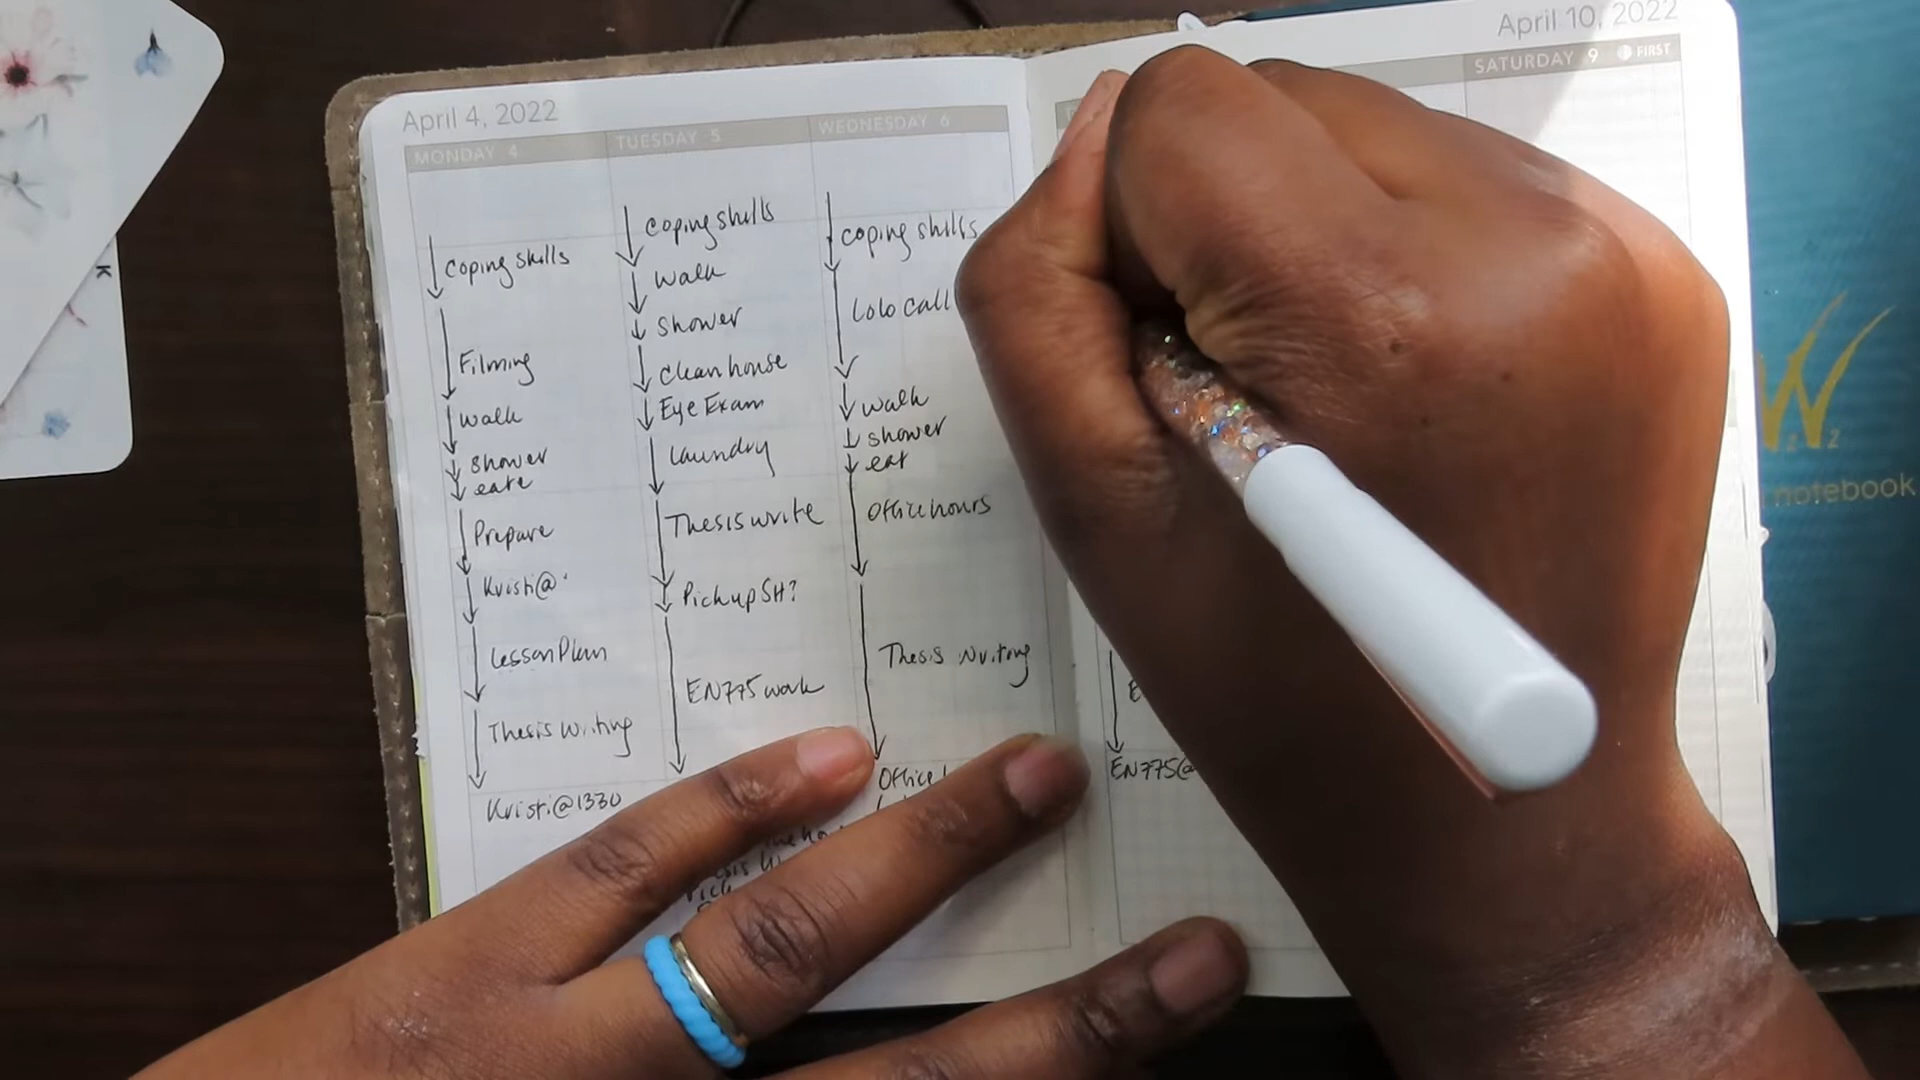 April 4, 2022
April 10, 2022
MONDAY 4
TUESDAY 5
WEDNESDAY 6
SATURDAY 9
FIRST
Coping skills
Filming
walk
shower
eate
Prepare
Kristi@
Lesson Plan
Thesis Writing
Kristi@1330
coping skills
walk
shower
Clean house
Eye Exam
Laundry
Thesis write
Pickup SH?
EN775 work
coping skills
Lolo Call
walk
shower
eat
Office hours
Thesis Writing
Office
EN775@
K
notebook